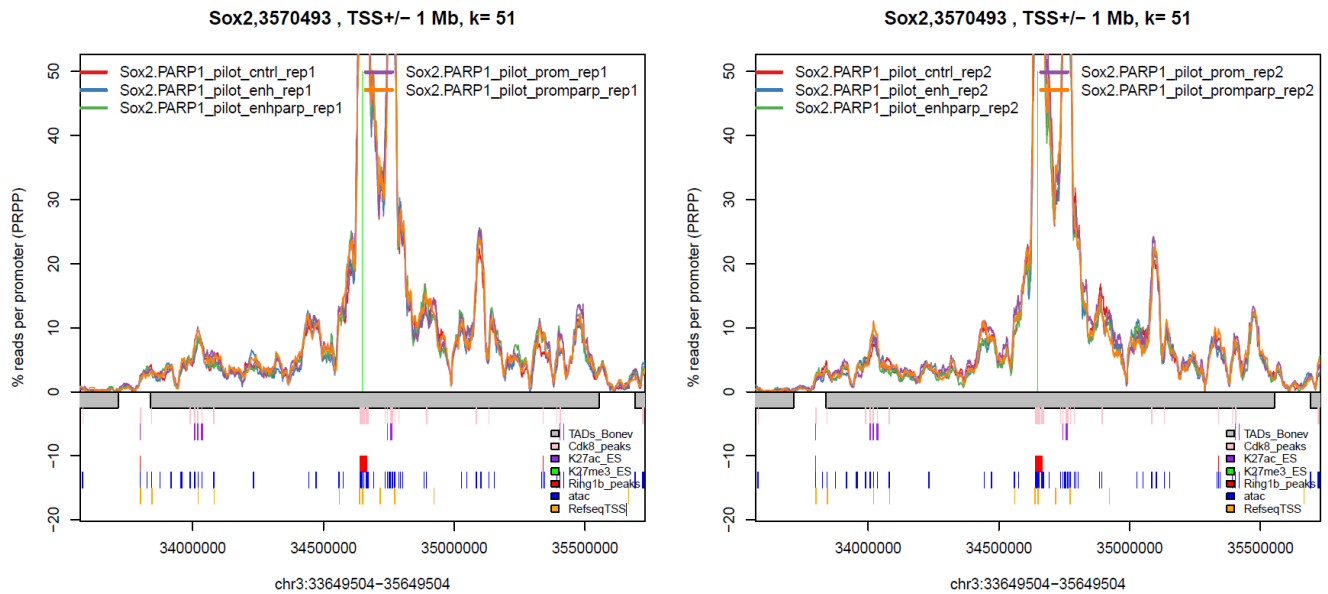 Sox2,3570493 , TSS+/− 1 Mb, k= 51
Sox2.PARP1_pilot_cntrl_rep1
Sox2.PARP1_pilot_enh_rep1
Sox2.PARP1_pilot_enhparp_rep1
Sox2.PARP1_pilot_prom_rep1
Sox2.PARP1_pilot_promparp_rep1
% reads per promoter (PRPP)
50
40
30
20
10
0
−10
−20
TADs_Bonev
Cdk8_peaks
K27ac_ES
K27me3_ES
Ring1b_peaks
atac
RefseqTSS
34000000 34500000 35000000 35500000
chr3:33649504−35649504
Sox2,3570493 , TSS+/− 1 Mb, k= 51
Sox2.PARP1_pilot_cntrl_rep2
Sox2.PARP1_pilot_enh_rep2
Sox2.PARP1_pilot_enhparp_rep2
Sox2.PARP1_pilot_prom_rep2
Sox2.PARP1_pilot_promparp_rep2
% reads per promoter (PRPP)
50
40
30
20
10
0
−10
−20
TADs_Bonev
Cdk8_peaks
K27ac_ES
K27me3_ES
Ring1b_peaks
atac
RefseqTSS
34000000 34500000 35000000 35500000
chr3:33649504−35649504